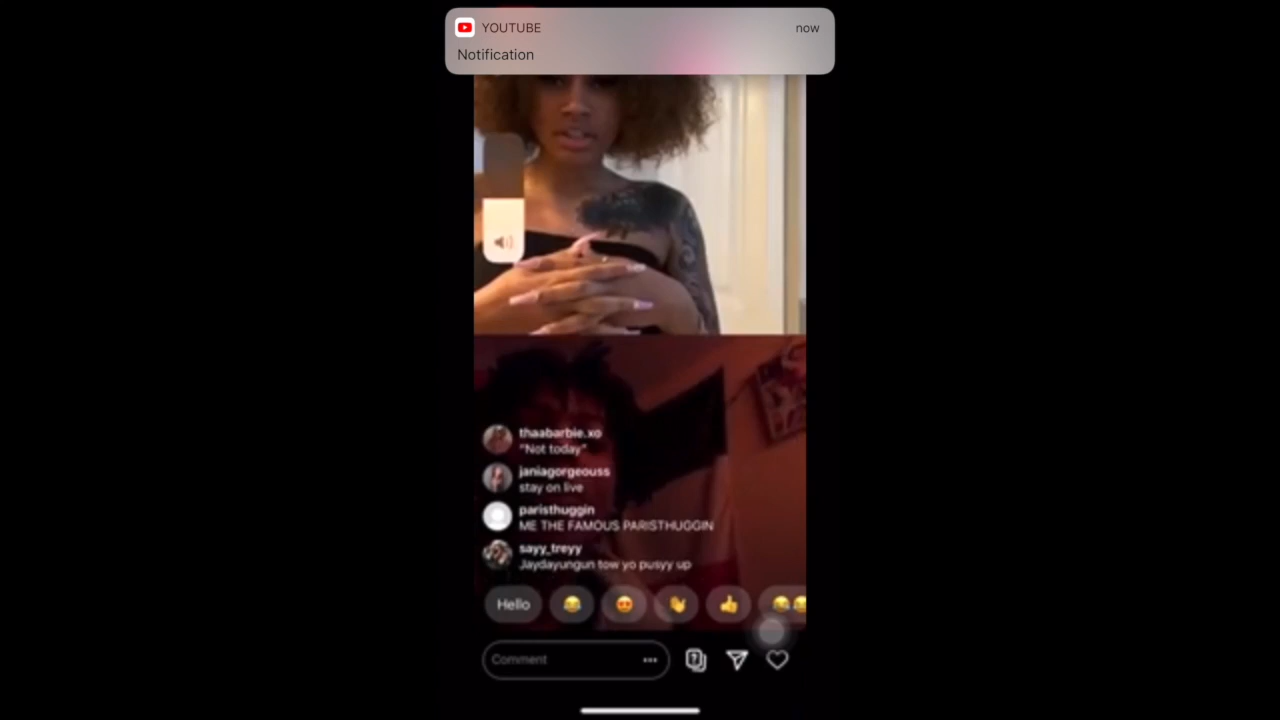 YOUTUBE
now
Notification
thaabarbie.xo
"Not today"
janiagorgeouss
stay on live
paristhuggin
ME THE FAMOUS PARISTHUGGIN
sayy_treyy
Jaydayungun tow yo pusyy up
Hello
Comment